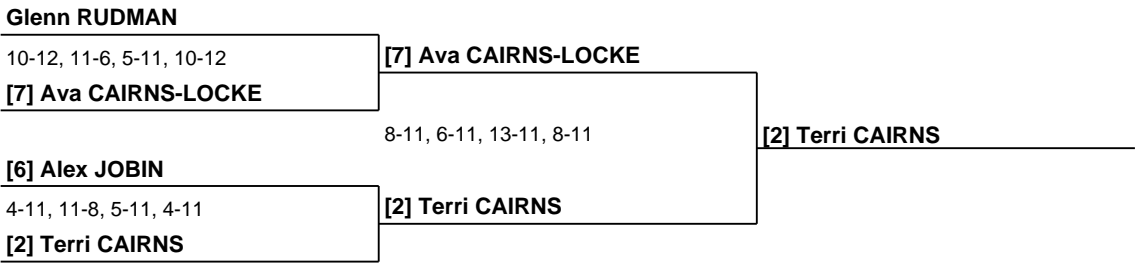 Glenn RUDMAN
10-12, 11-6, 5-11, 10-12
[7] Ava CAIRNS-LOCKE
[7] Ava CAIRNS-LOCKE
8-11, 6-11, 13-11, 8-11
[2] Terri CAIRNS
[6] Alex JOBIN
4-11, 11-8, 5-11, 4-11
[2] Terri CAIRNS
[2] Terri CAIRNS